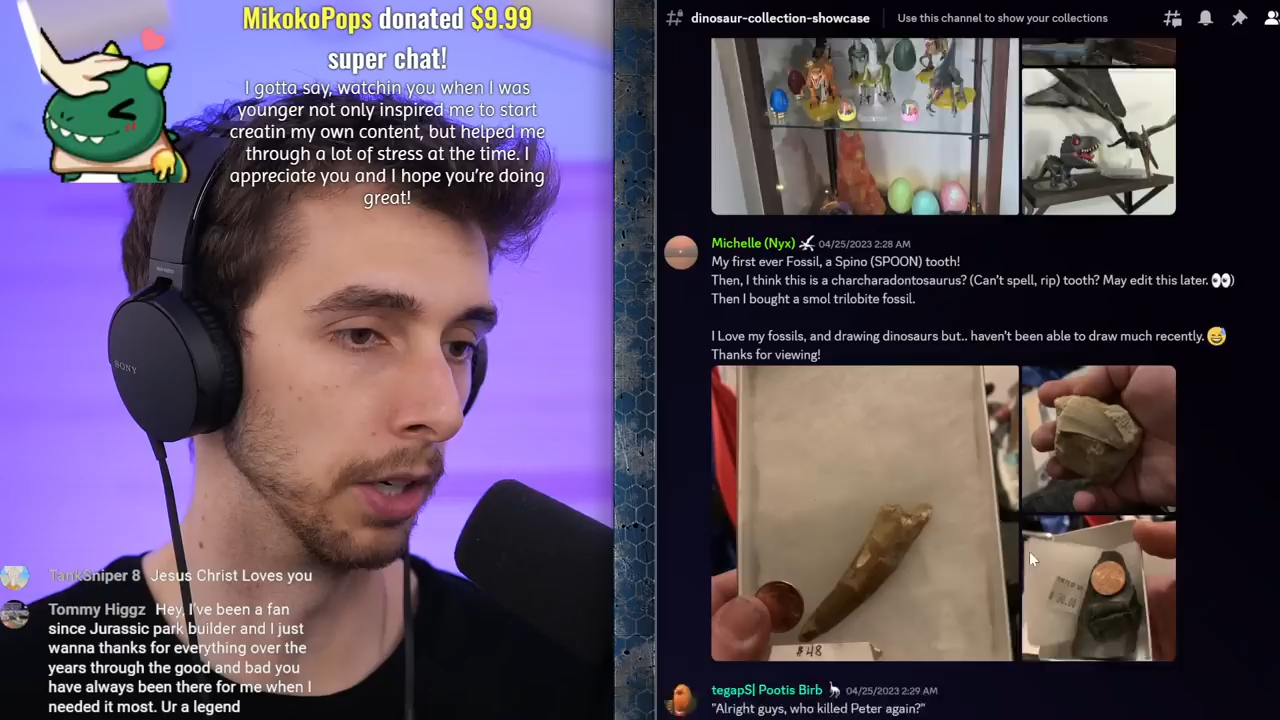 MikokoPops donated $9.99
super chat!
I gotta say, watchin you when I was
younger not only inspired me to start
creatin my own content, but helped me
through a lot of stress at the time. I
appreciate you and I hope you're doing
great!
SONY
TankSniper 8 Jesus Christ Loves you
Tommy Higgz Hey, I've been a fan
since Jurassic park builder and I just
wanna thanks for everything over the
years through the good and bad you
have always been there for me when I
needed it most. Ur a legend
dinosaur-collection-showcase Use this channel to show your collections
Michelle (Nyx) 04/25/2023 2:28 AM
My first ever Fossil, a Spino (SPOON) tooth!
Then, I think this is a charcharadontosaurus? (Can't spell, rip) tooth? May edit this later.
Then I bought a smol trilobite fossil.
I Love my fossils, and drawing dinosaurs but.. haven't been able to draw much recently.
Thanks for viewing!
$48
tegapS| Pootis Birb 04/25/2023 2:29 AM
"Alright guys, who killed Peter again?"